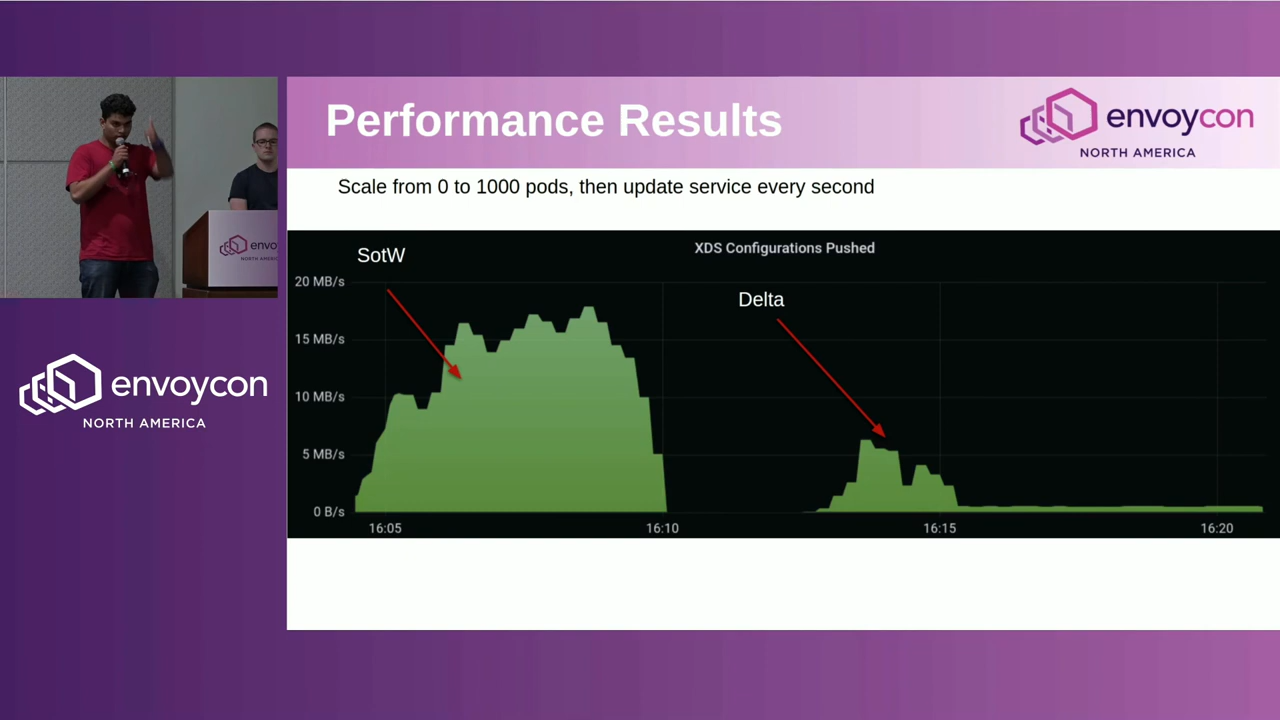 Performance Results
envoycon
NORTH AMERICA
Scale from 0 to 1000 pods, then update service every second
XDS Configurations Pushed
SotW
Delta
20 MB/s
15 MB/s
10 MB/s
5 MB/s
0 B/s
16:05
16:10
16:15
16:20
envoycon
NORTH AMERICA